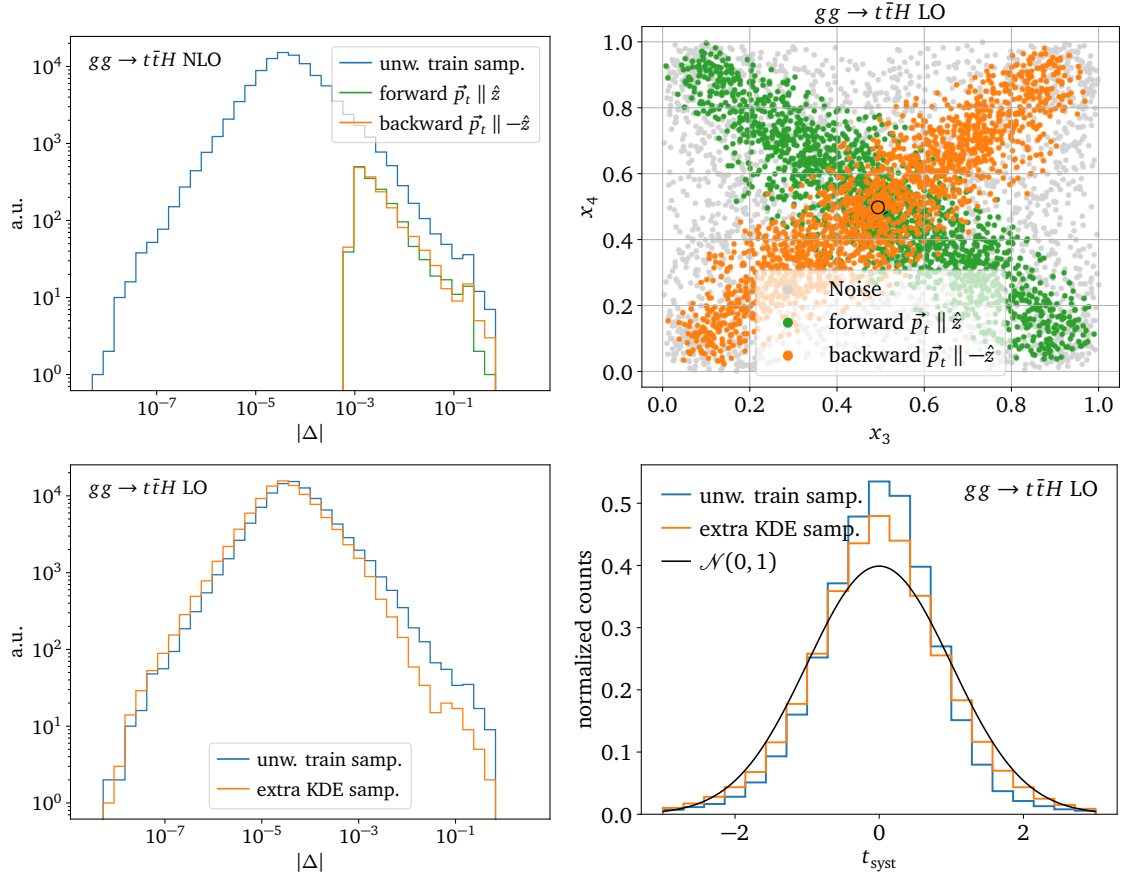 gg → tt̄H NLO
unw. train samp.
forward p⃗_t ∥ ẑ
backward p⃗_t ∥ −ẑ
10^4
10^3
10^2
10^1
10^0
a.u.
10^−7
10^−5
10^−3
10^−1
|Δ|
gg → tt̄H LO
1.0
0.8
0.6
0.4
0.2
0.0
x_4
Noise
forward p⃗_t ∥ ẑ
backward p⃗_t ∥ −ẑ
0.0
0.2
0.4
0.6
0.8
1.0
x_3
gg → tt̄H LO
10^4
10^3
10^2
10^1
10^0
a.u.
unw. train samp.
extra KDE samp.
10^−7
10^−5
10^−3
10^−1
|Δ|
unw. train samp.
extra KDE samp.
𝒩(0, 1)
gg → tt̄H LO
0.5
0.4
0.3
0.2
0.1
0.0
normalized counts
−2
0
2
t_syst